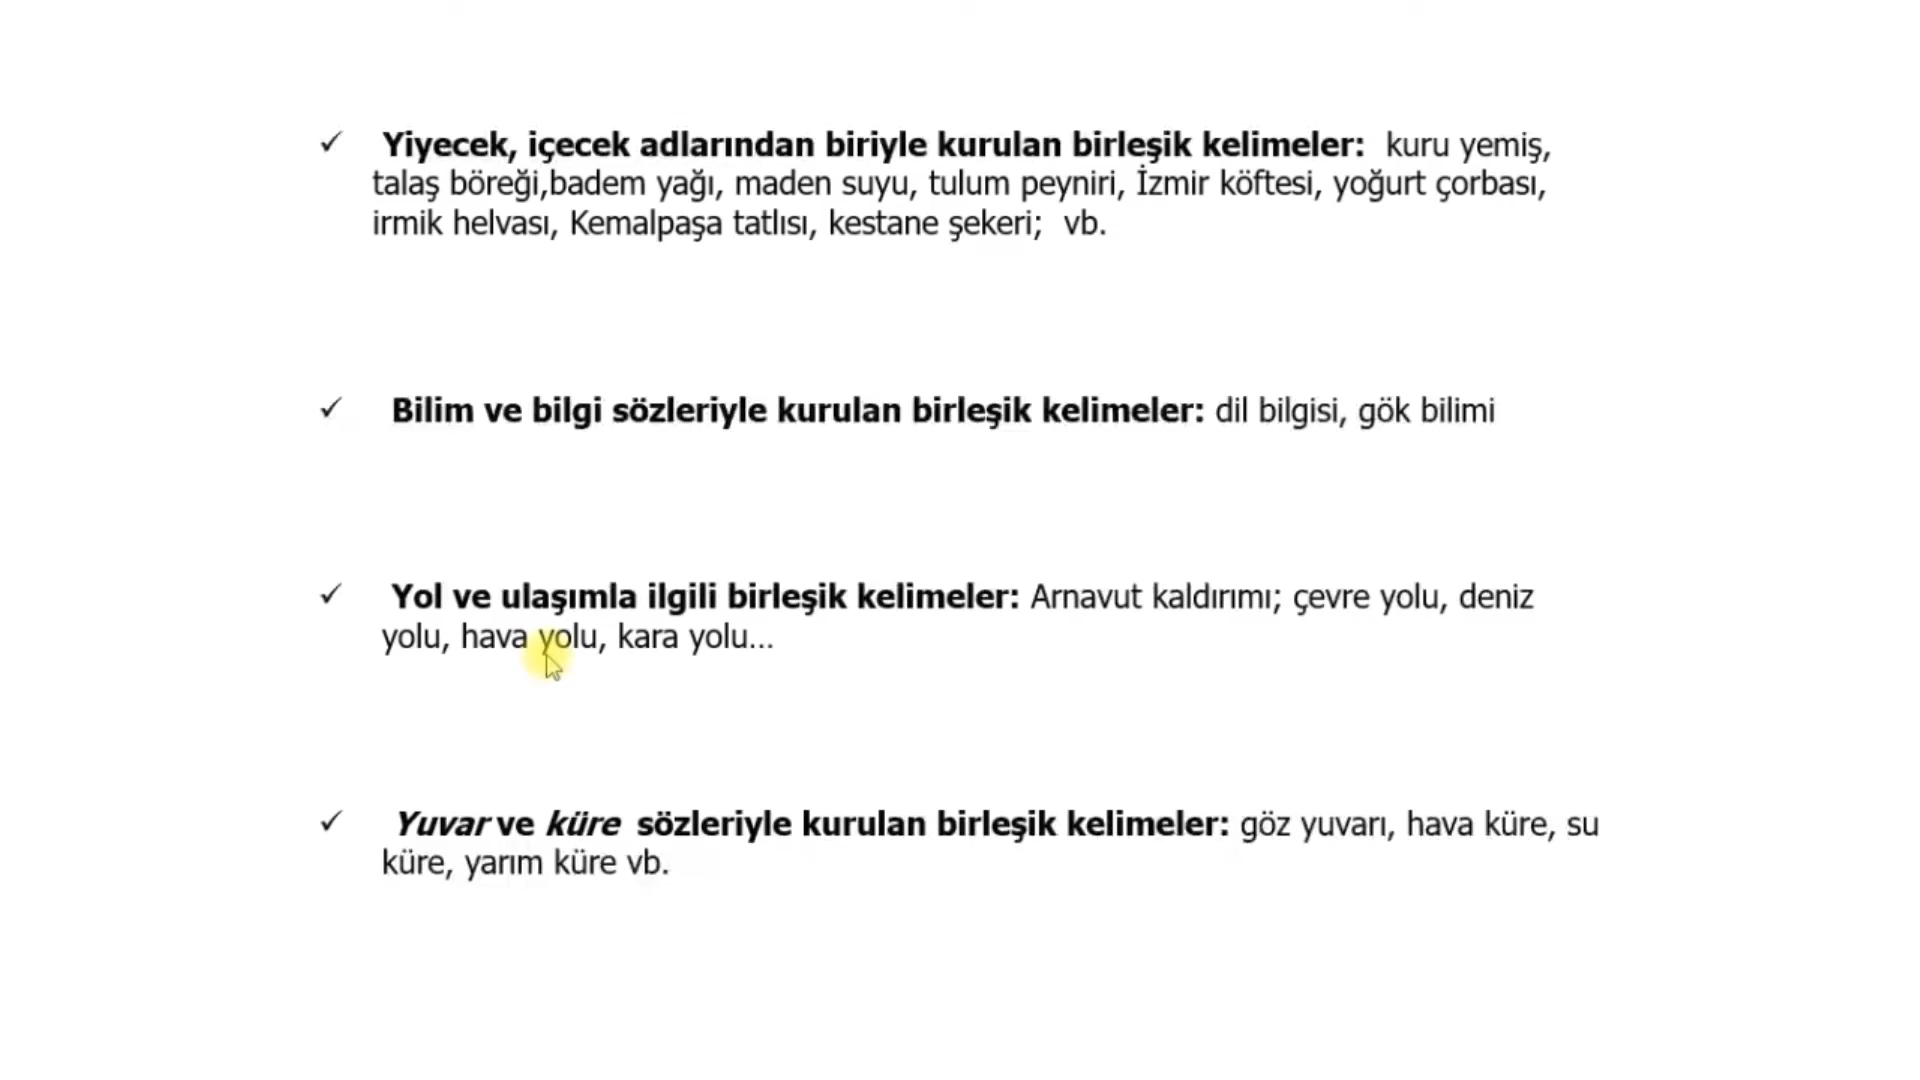 ✓ Yiyecek, içecek adlarından biriyle kurulan birleşik kelimeler: kuru yemiş,
talaş böreği,badem yağı, maden suyu, tulum peyniri, İzmir köftesi, yoğurt çorbası,
irmik helvası, Kemalpaşa tatlısı, kestane şekeri; vb.
✓ Bilim ve bilgi sözleriyle kurulan birleşik kelimeler: dil bilgisi, gök bilimi
✓ Yol ve ulaşımla ilgili birleşik kelimeler: Arnavut kaldırımı; çevre yolu, deniz
yolu, hava yolu, kara yolu...
✓ Yuvar ve küre sözleriyle kurulan birleşik kelimeler: göz yuvarı, hava küre, su
küre, yarım küre vb.